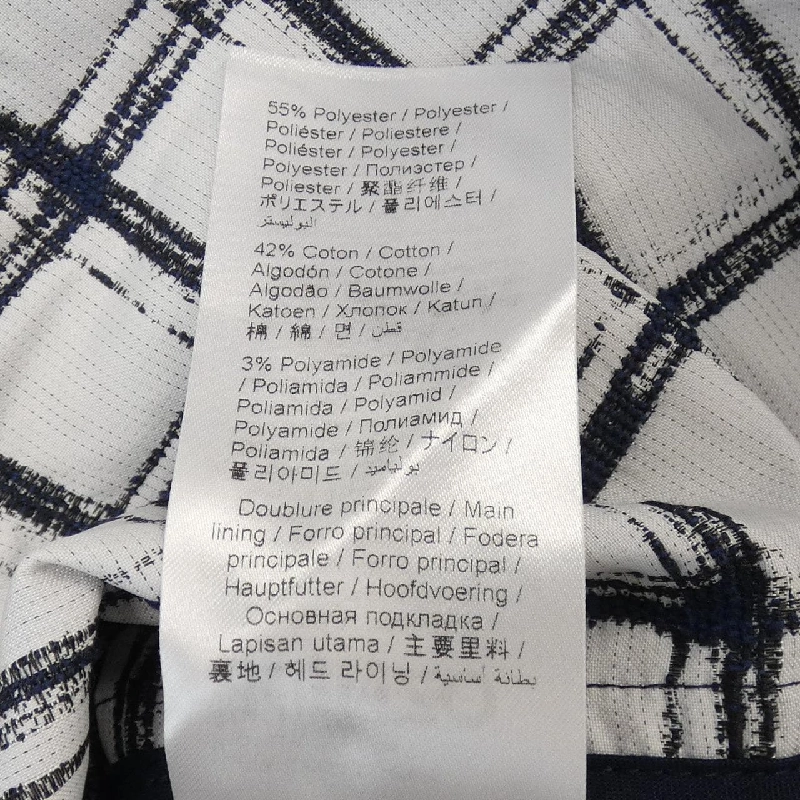 55% Polyester / Polyester /
Poliéster / Poliestere /
Poliéster / Polyester /
Polyester / Полиэстер /
Poliester / 聚酯纤维 /
ポリエステル / 폴리에스터 /
البوليستر
42% Coton / Cotton /
Algodón / Cotone /
Algodão / Baumwolle /
Katoen / Хлопок / Katun /
棉 / 綿 / 면 / قطن
3% Polyamide / Polyamide
/ Poliamida / Poliammide /
Poliamida / Polyamid /
Polyamide / Полиамид /
Poliamida / 锦纶 / ナイロン /
폴리아미드 / بولياميد
Doublure principale / Main
lining / Forro principal / Fodera
principale / Forro principal /
Hauptfutter / Hoofdvoering /
Основная подкладка /
Lapisan utama / 主要里料 /
裏地 / 헤드 라이닝 / بطانة أساسية